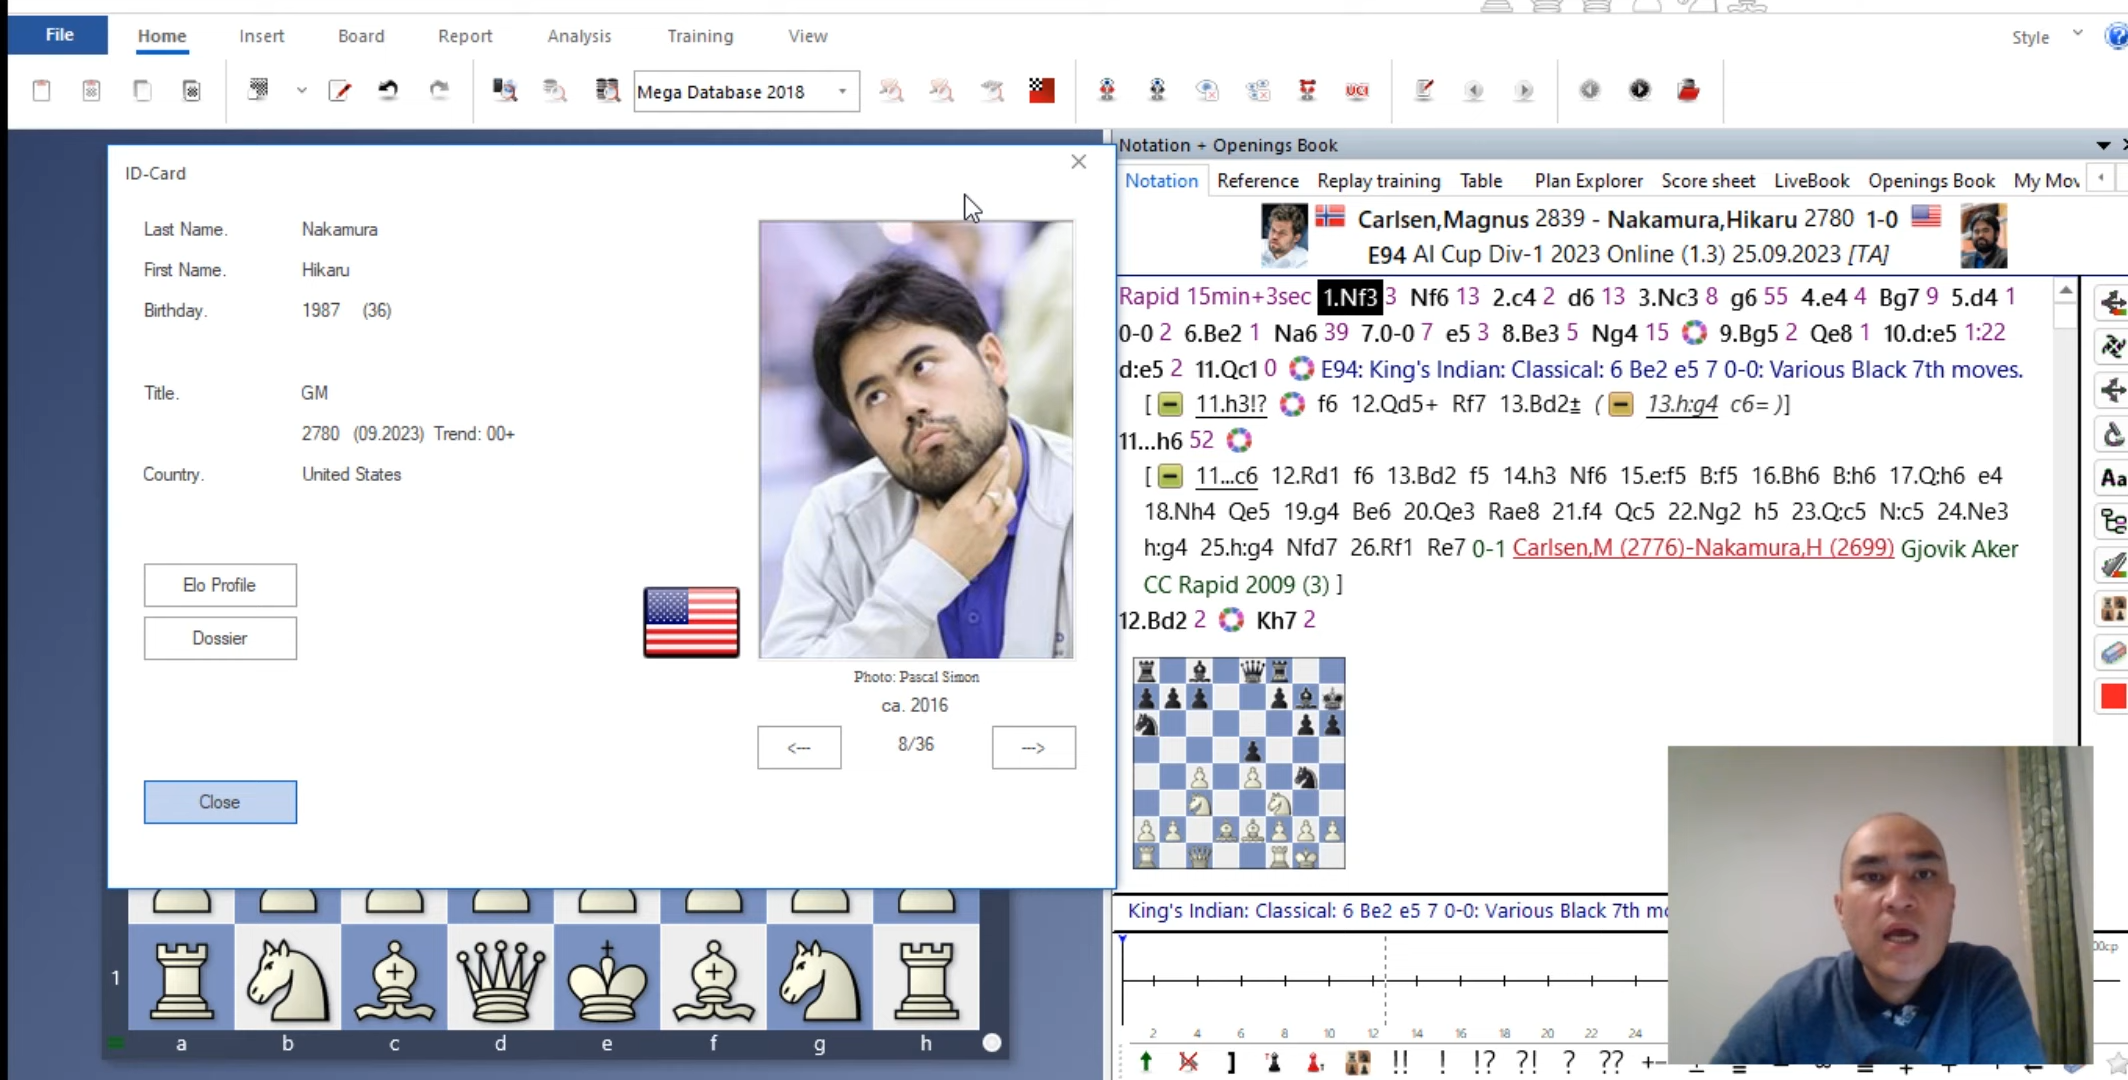 File Home Insert Board Report Analysis Training View Style
Mega Database 2018 UCI
ID-Card
Last Name. Nakamura
First Name. Hikaru
Birthday. 1987 (36)
Title. GM
2780 (09.2023) Trend: 00+
Country. United States
Elo Profile
Dossier
Photo: Pascal Simon
ca. 2016
<--- 8/36 --->
Close
1
a b c d e f g h
Notation + Openings Book
Notation Reference Replay training Table Plan Explorer Score sheet LiveBook Openings Book My Mov
Carlsen,Magnus 2839 - Nakamura,Hikaru 2780 1-0
E94 AI Cup Div-1 2023 Online (1.3) 25.09.2023 [TA]
Rapid 15min+3sec 1.Nf3 3 Nf6 13 2.c4 2 d6 13 3.Nc3 8 g6 55 4.e4 4 Bg7 9 5.d4 1
0-0 2 6.Be2 1 Na6 39 7.0-0 7 e5 3 8.Be3 5 Ng4 15 9.Bg5 2 Qe8 1 10.d:e5 1:22
d:e5 2 11.Qc1 0 E94: King's Indian: Classical: 6 Be2 e5 7 0-0: Various Black 7th moves.
[ 11.h3!? f6 12.Qd5+ Rf7 13.Bd2± ( 13.h:g4 c6= )]
11...h6 52
[ 11...c6 12.Rd1 f6 13.Bd2 f5 14.h3 Nf6 15.e:f5 B:f5 16.Bh6 B:h6 17.Q:h6 e4
18.Nh4 Qe5 19.g4 Be6 20.Qe3 Rae8 21.f4 Qc5 22.Ng2 h5 23.Q:c5 N:c5 24.Ne3
h:g4 25.h:g4 Nfd7 26.Rf1 Re7 0-1 Carlsen,M (2776)-Nakamura,H (2699) Gjovik Aker
CC Rapid 2009 (3) ]
12.Bd2 2 Kh7 2
Aa
King's Indian: Classical: 6 Be2 e5 7 0-0: Various Black 7th mo
2 4 6 8 10 12 14 16 18 20 22 24
] !! ! !? ?! ? ?? +−